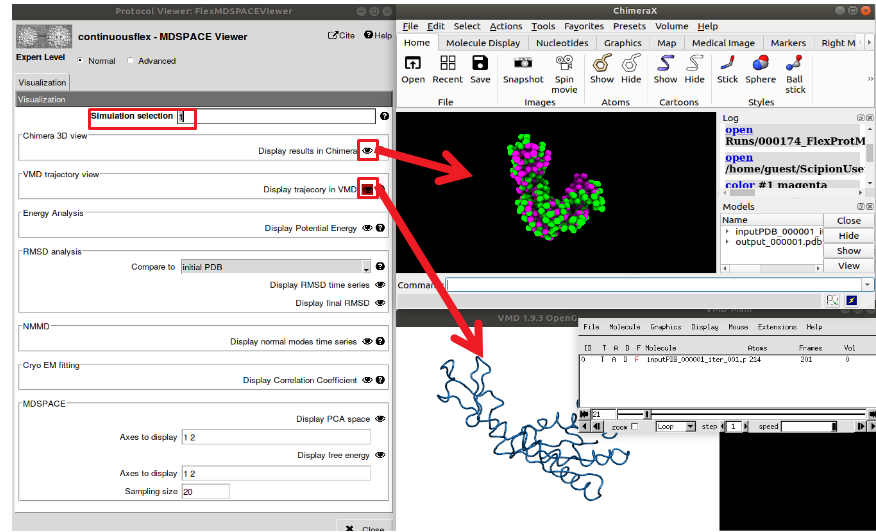 Protocol Viewer: FlexMDSPACEViewer
continuousflex - MDSPACE Viewer
Cite
Help
Expert Level
Normal
Advanced
Visualization
Visualization
Simulation selection 1
Chimera 3D view
Display results in Chimera
VMD trajectory view
Display trajecory in VMD
Energy Analysis
Display Potential Energy
RMSD analysis
Compare to initial PDB
Display RMSD time series
Display final RMSD
NMMD
Display normal modes time series
Cryo EM fitting
Display Correlation Coefficient
MDSPACE
Display PCA space
Axes to display 1 2
Display free energy
Axes to display 1 2
Sampling size 20
Close
ChimeraX
File Edit Select Actions Tools Favorites Presets Volume Help
Home Molecule Display Nucleotides Graphics Map Medical Image Markers Right M
Open Recent Save Snapshot Spin movie Show Hide Show Hide Stick Sphere Ball stick
File Images Atoms Cartoons Styles
Log
open
Runs/000174_FlexProtM
open
/home/guest/ScipionUse
color #1 magenta
Models
Name
inputPDB_000001_it
output_000001.pdb
Close
Hide
Show
View
Command
VMD 1.9.3 OpenG
VMD Main
File Molecule Graphics Display Mouse Extensions Help
ID T A D F Molecule Atoms Frames Vol
0 T A D F inputPDB_000001_iter_001.p 214 201 0
21
zoom Loop step 1 speed